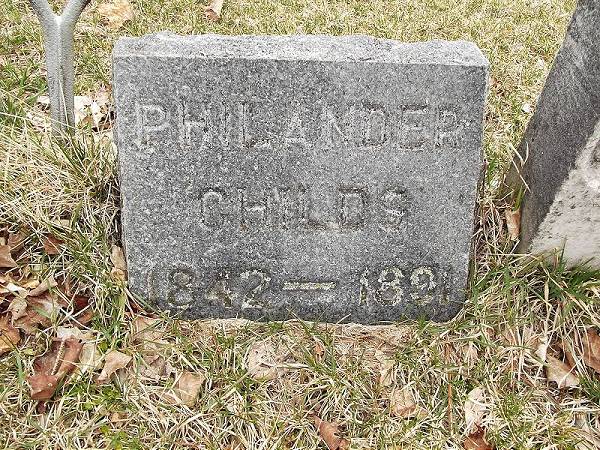 PHILANDER
CHILDS
1842 — 1891